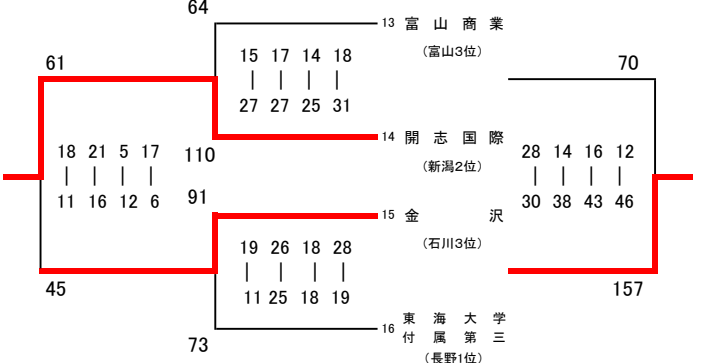 64
13 富山商業
(富山3位)
15 17 14 18
| | | |
27 27 25 31
61
70
14 開志国際
(新潟2位)
110
18 21 5 17
| | | |
11 16 12 6
28 14 16 12
| | | |
30 38 43 46
91
15 金沢
(石川3位)
19 26 18 28
| | | |
11 25 18 19
45
157
73
16 東海大学
付属第三
(長野1位)